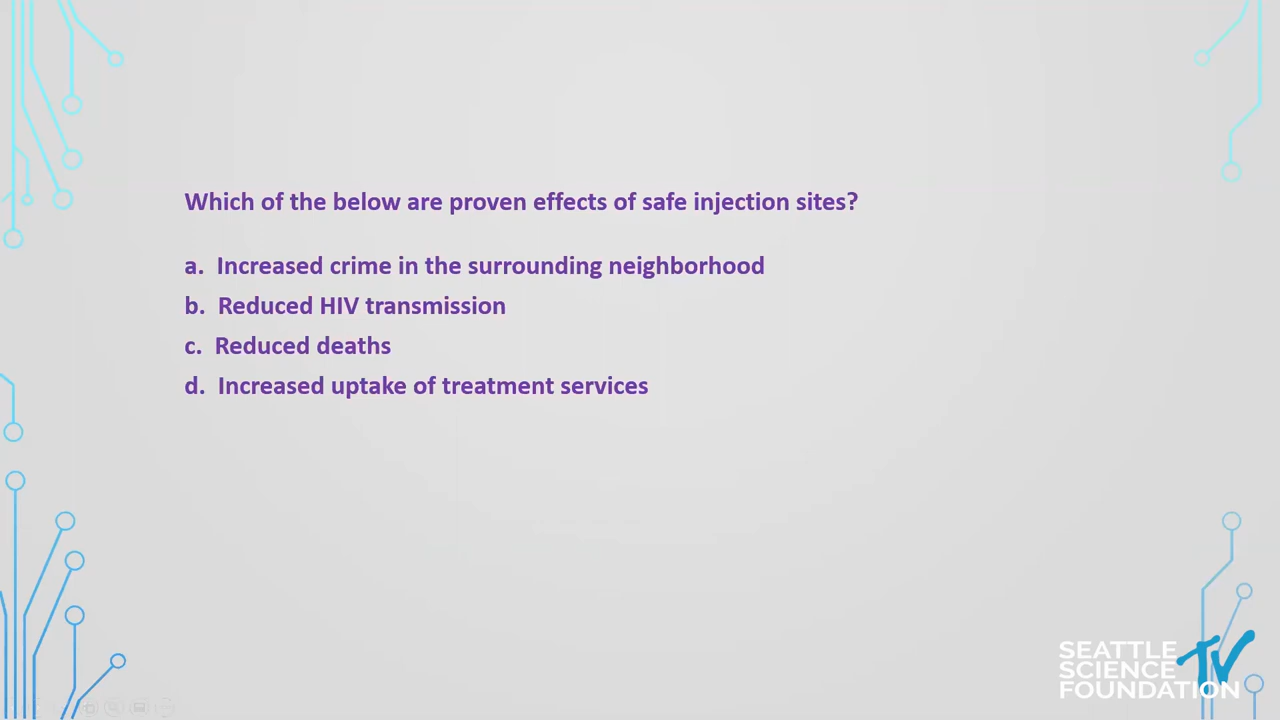 Which of the below are proven effects of safe injection sites?
a. Increased crime in the surrounding neighborhood
b. Reduced HIV transmission
c. Reduced deaths
d. Increased uptake of treatment services
SEATTLE
SCIENCE
FOUNDATION
TV